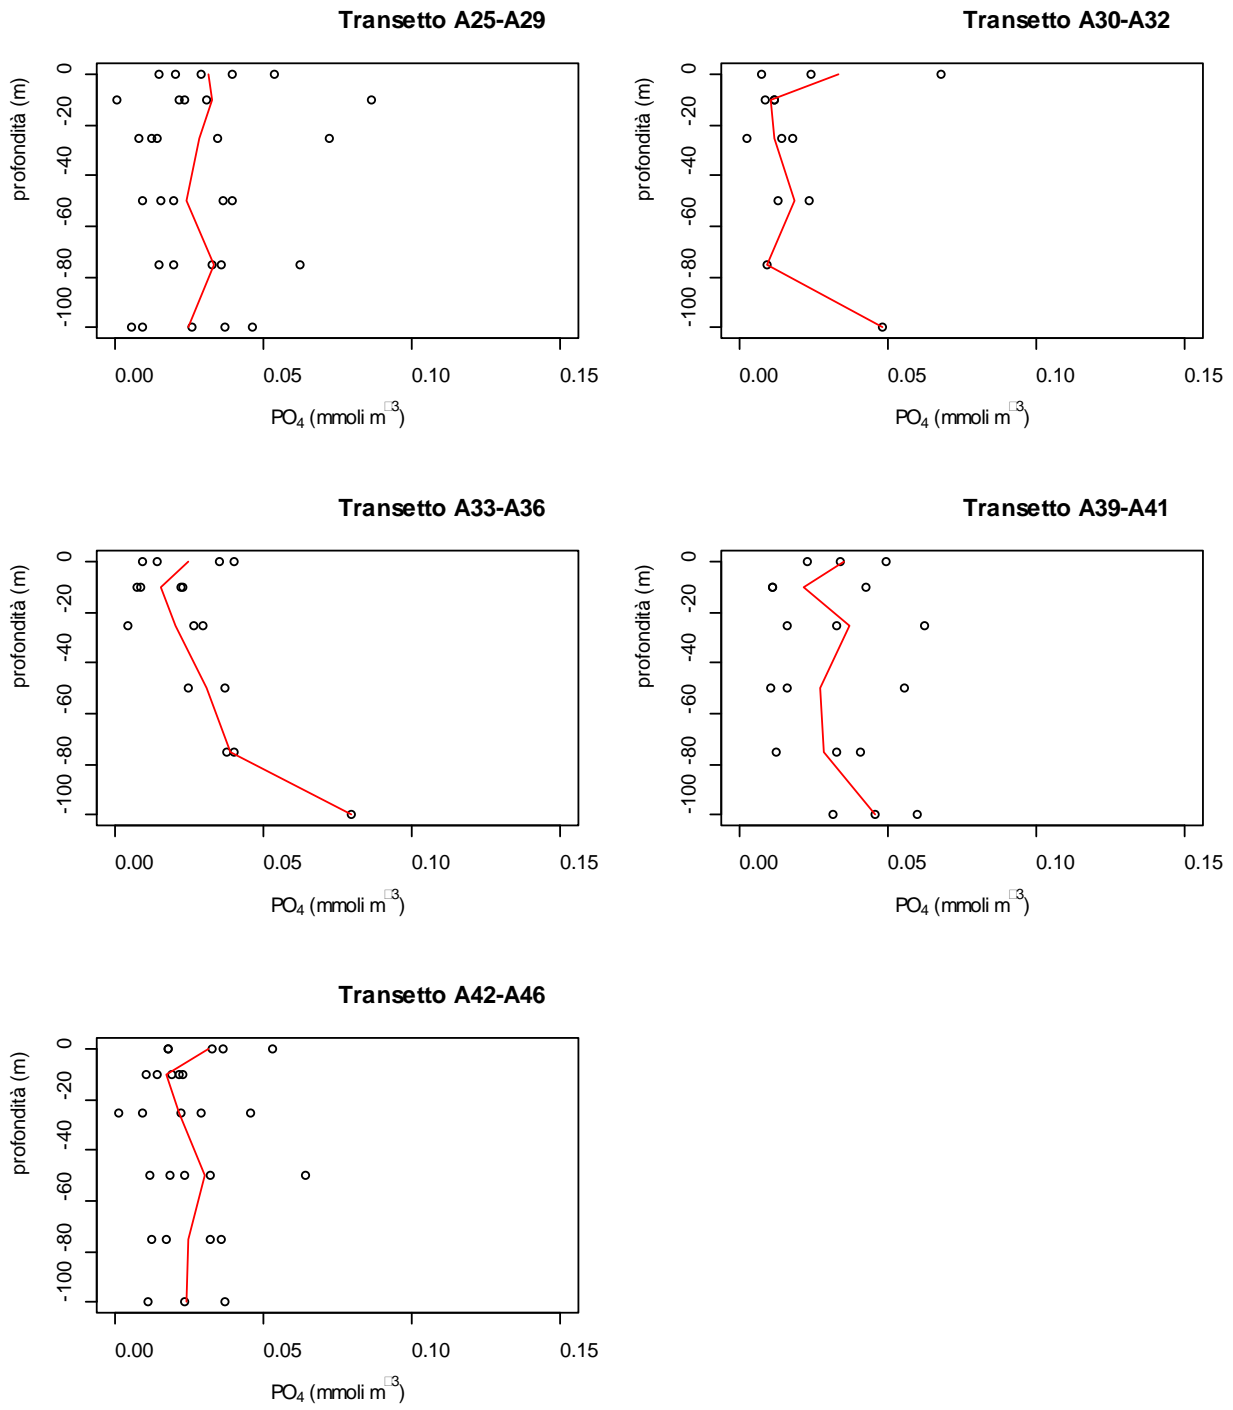 Transetto A25-A29
profondità (m)
0
-20
-40
-60
-80
-100
0.00 0.05 0.10 0.15
PO4 (mmoli m□3)
Transetto A30-A32
profondità (m)
0
-20
-40
-60
-80
-100
0.00 0.05 0.10 0.15
PO4 (mmoli m□3)
Transetto A33-A36
profondità (m)
0
-20
-40
-60
-80
-100
0.00 0.05 0.10 0.15
PO4 (mmoli m□3)
Transetto A39-A41
profondità (m)
0
-20
-40
-60
-80
-100
0.00 0.05 0.10 0.15
PO4 (mmoli m□3)
Transetto A42-A46
profondità (m)
0
-20
-40
-60
-80
-100
0.00 0.05 0.10 0.15
PO4 (mmoli m□3)